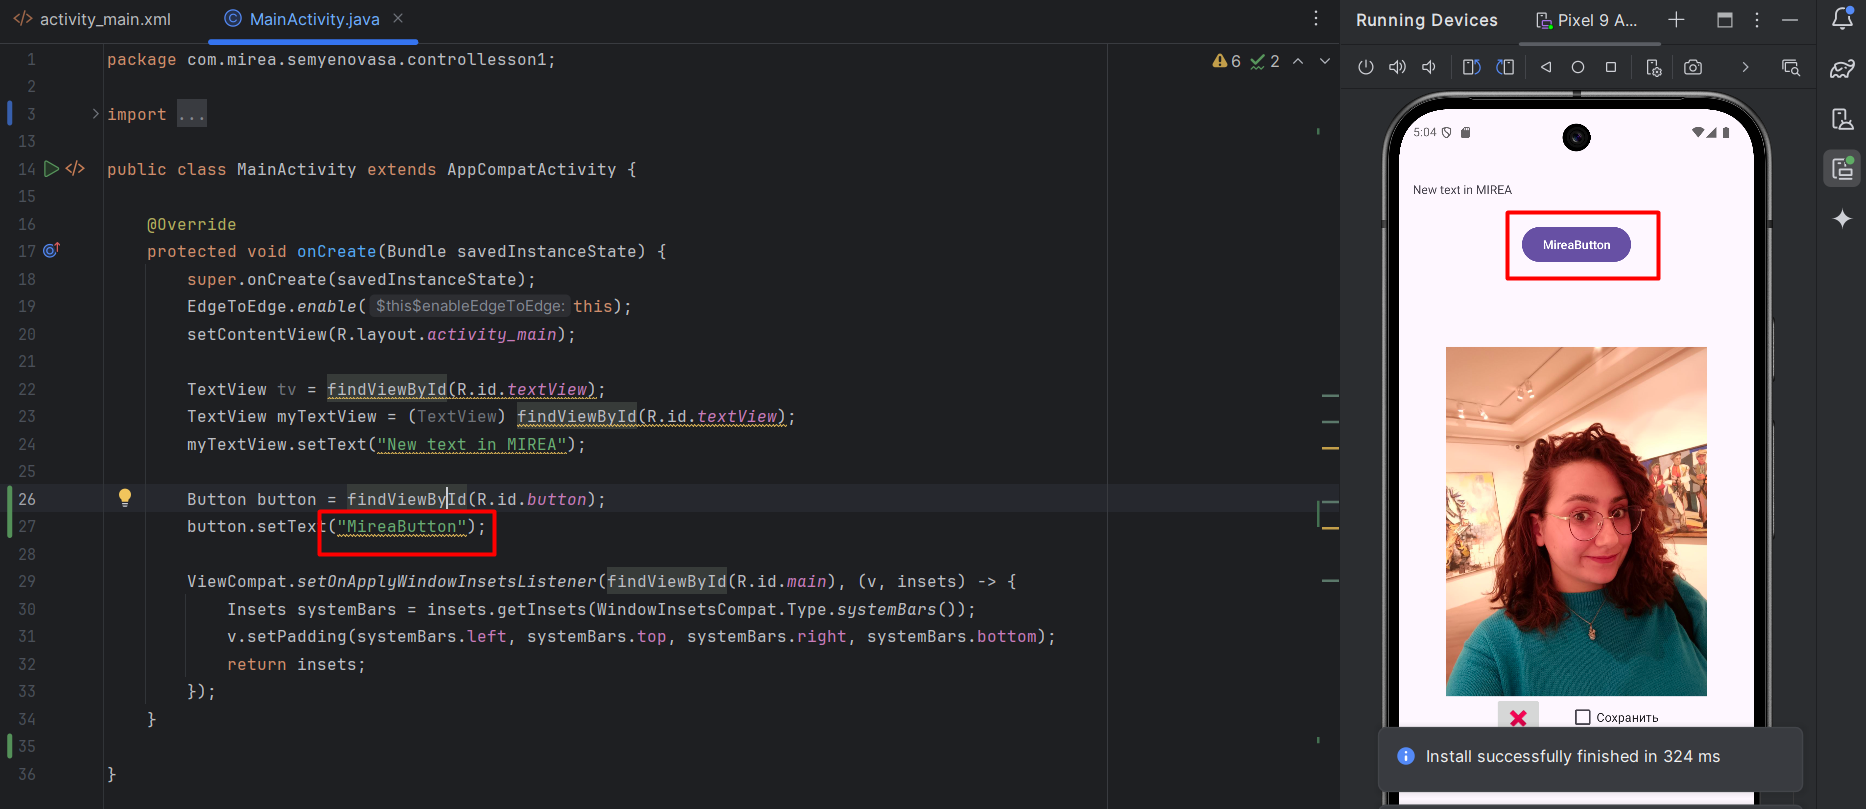 activity_main.xml
MainActivity.java
1 package com.mirea.semyenovasa.controllesson1;
2
3 import ...
13
14 public class MainActivity extends AppCompatActivity {
15
16 @Override
17 protected void onCreate(Bundle savedInstanceState) {
18 super.onCreate(savedInstanceState);
19 EdgeToEdge.enable( $this$enableEdgeToEdge: this);
20 setContentView(R.layout.activity_main);
21
22 TextView tv = findViewById(R.id.textView);
23 TextView myTextView = (TextView) findViewById(R.id.textView);
24 myTextView.setText("New text in MIREA");
25
26 Button button = findViewById(R.id.button);
27 button.setText("MireaButton");
28
29 ViewCompat.setOnApplyWindowInsetsListener(findViewById(R.id.main), (v, insets) -> {
30 Insets systemBars = insets.getInsets(WindowInsetsCompat.Type.systemBars());
31 v.setPadding(systemBars.left, systemBars.top, systemBars.right, systemBars.bottom);
32 return insets;
33 });
34 }
35
36 }
6 2
Running Devices
Pixel 9 A...
5:04
New text in MIREA
MireaButton
Сохранить
Install successfully finished in 324 ms